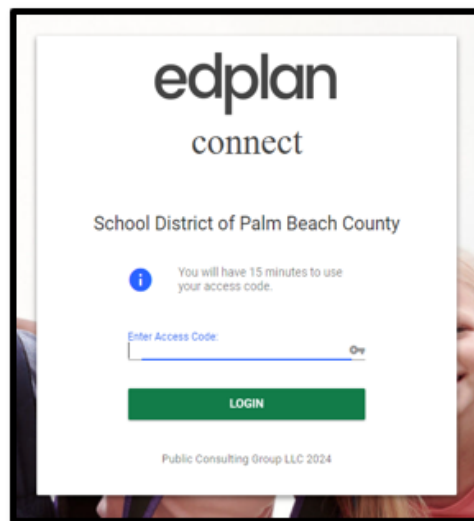 edplan
connect
School District of Palm Beach County
You will have 15 minutes to use
your access code.
Enter Access Code:
LOGIN
Public Consulting Group LLC 2024